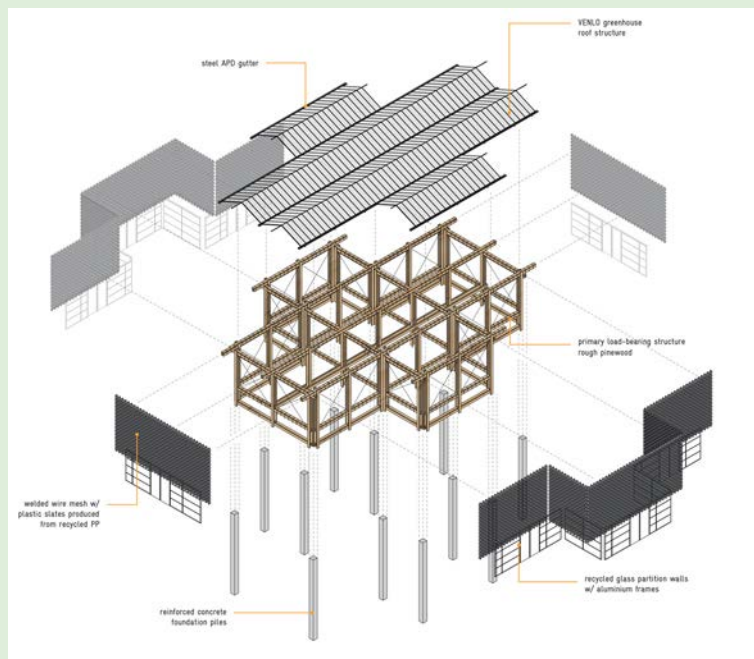 VENLO greenhouse
roof structure
steel APD gutter
primary load-bearing structure
rough pinewood
welded wire mesh w/
plastic slates produced
from recycled PP
recycled glass partition walls
w/ aluminium frames
reinforced concrete
foundation piles